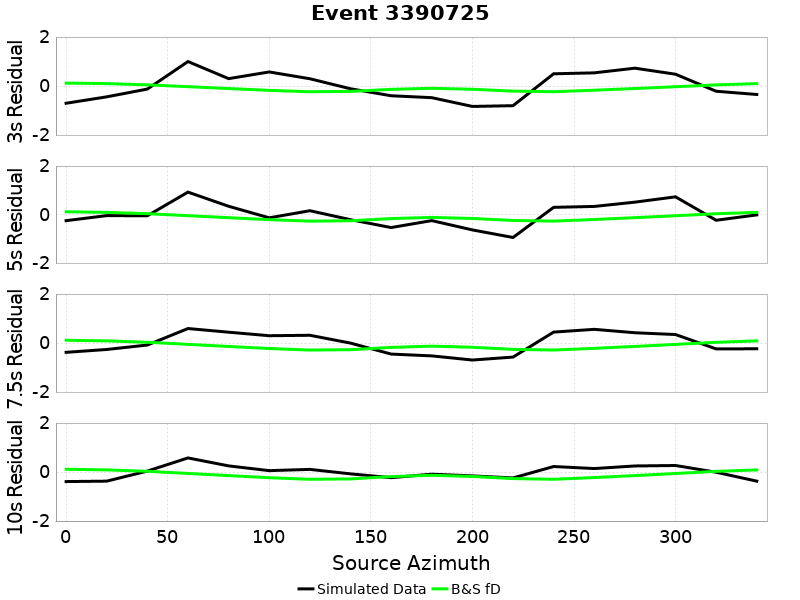 Event 3390725
3s Residual
2
0
-2
5s Residual
2
0
-2
7.5s Residual
2
0
-2
10s Residual
2
0
-2
0 50 100 150 200 250 300
Source Azimuth
Simulated Data B&S fD